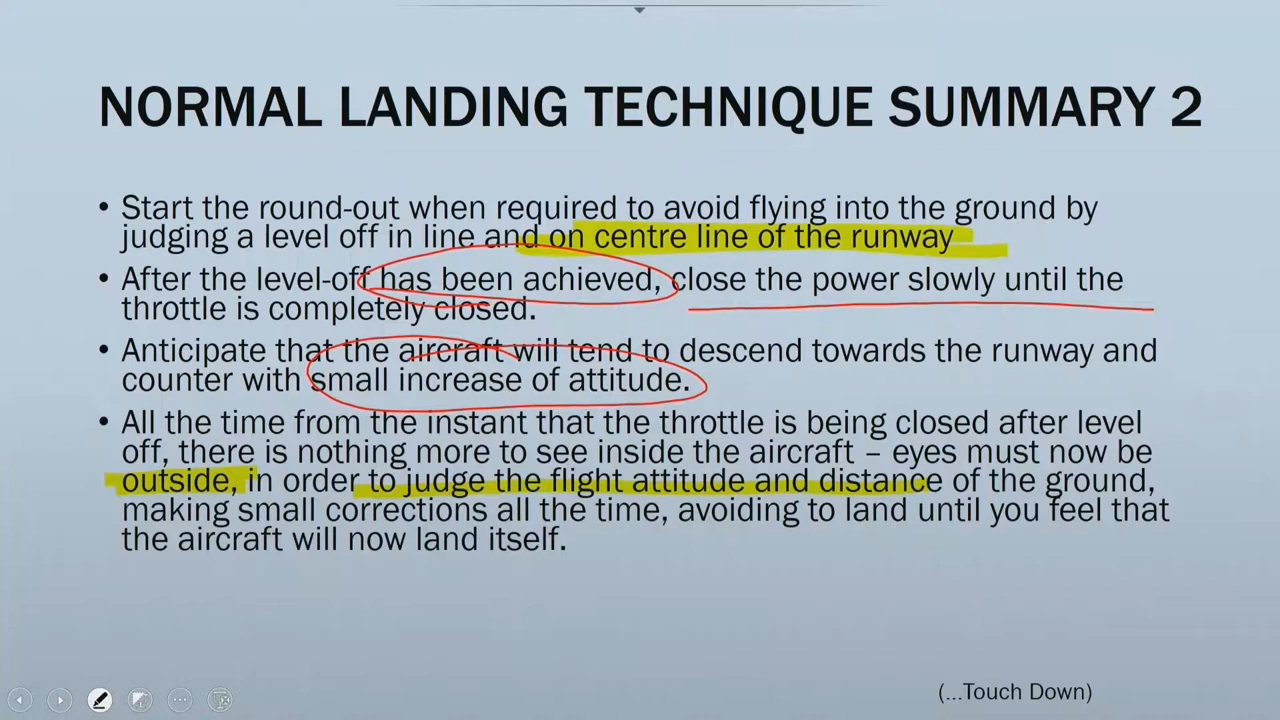 NORMAL LANDING TECHNIQUE SUMMARY 2
• Start the round-out when required to avoid flying into the ground by
judging a level off in line and on centre line of the runway
• After the level-off has been achieved, close the power slowly until the
throttle is completely closed.
• Anticipate that the aircraft will tend to descend towards the runway and
counter with small increase of attitude.
• All the time from the instant that the throttle is being closed after level
off, there is nothing more to see inside the aircraft – eyes must now be
outside, in order to judge the flight attitude and distance of the ground,
making small corrections all the time, avoiding to land until you feel that
the aircraft will now land itself.
(...Touch Down)